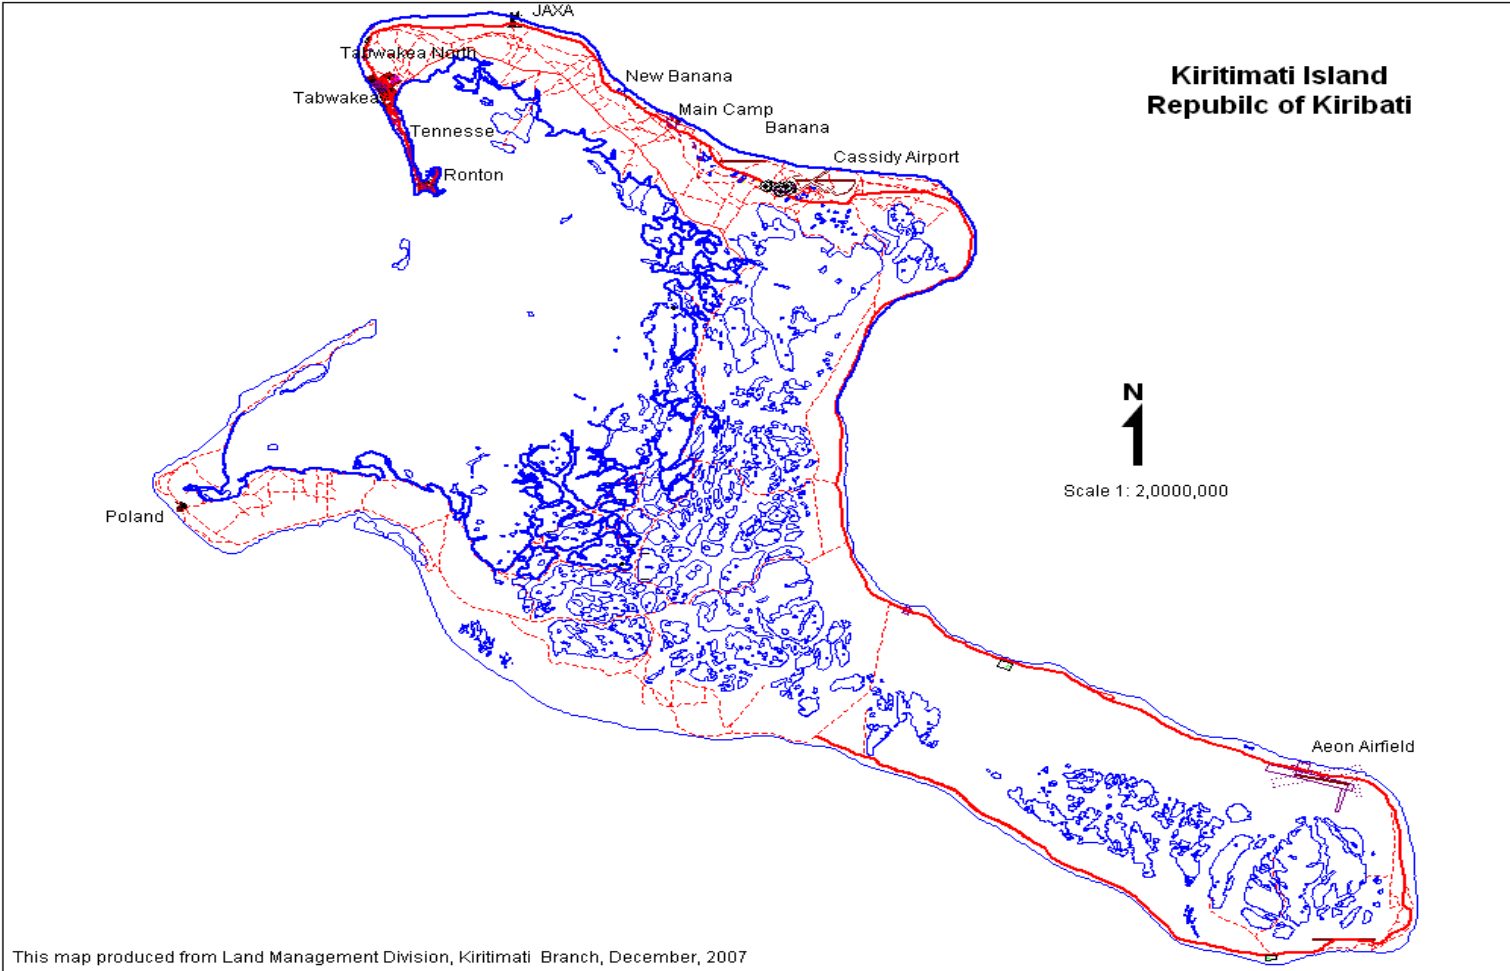 JAXA
Kiritimati Island
Repubilc of Kiribati
Tabwakea North
New Banana
Tabwakea
Main Camp
Banana
Tennesse
Cassidy Airport
Ronton
N
Scale 1: 2,0000,000
Poland
Aeon Airfield
This map produced from Land Management Division, Kiritimati Branch, December, 2007